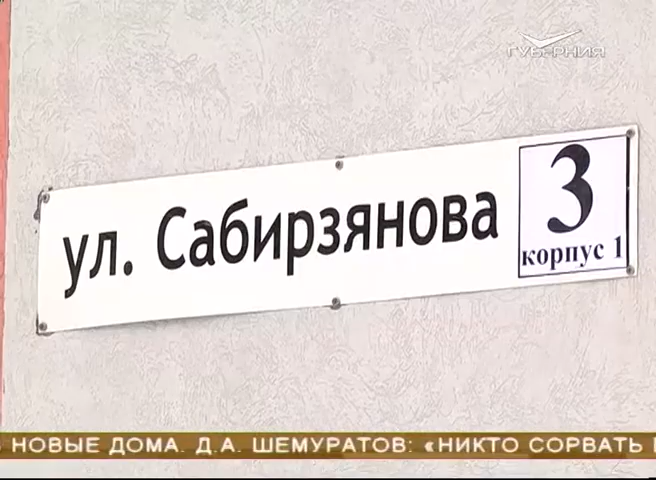 ГУБЕРНИЯ
ул. Сабирзянова
3
корпус 1
НОВЫЕ ДОМА. Д.А. ШЕМУРАТОВ: «НИКТО СОРВАТЬ